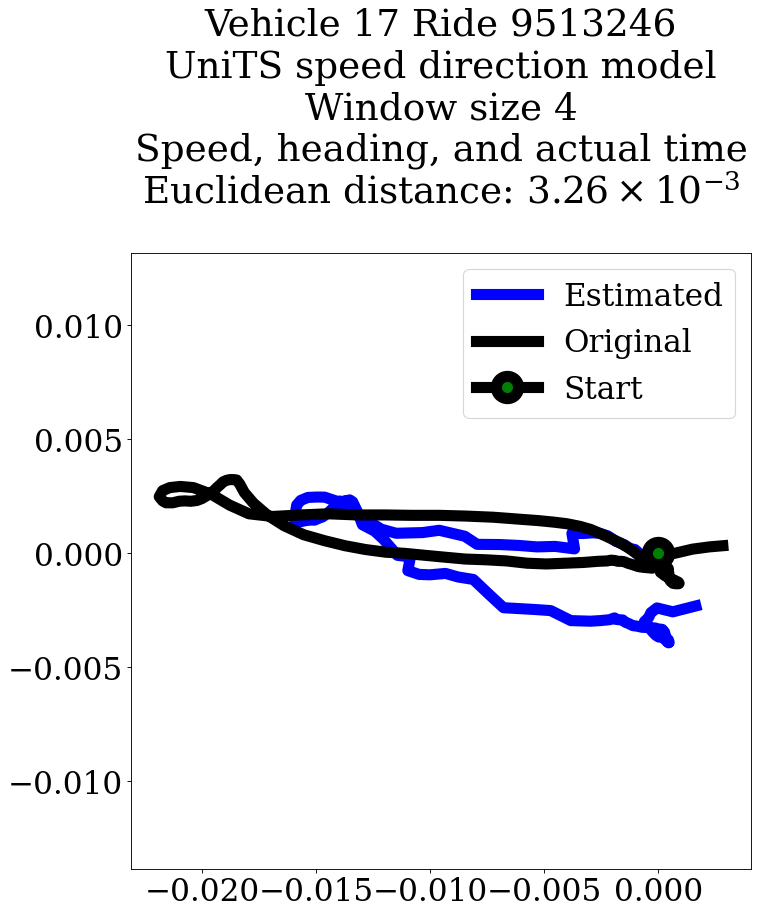 Vehicle 17 Ride 9513246
UniTS speed direction model
Window size 4
Speed, heading, and actual time
Euclidean distance: 3.26 × 10⁻³
Estimated
Original
Start
0.010
0.005
0.000
−0.005
−0.010
−0.020 −0.015 −0.010 −0.005 0.000